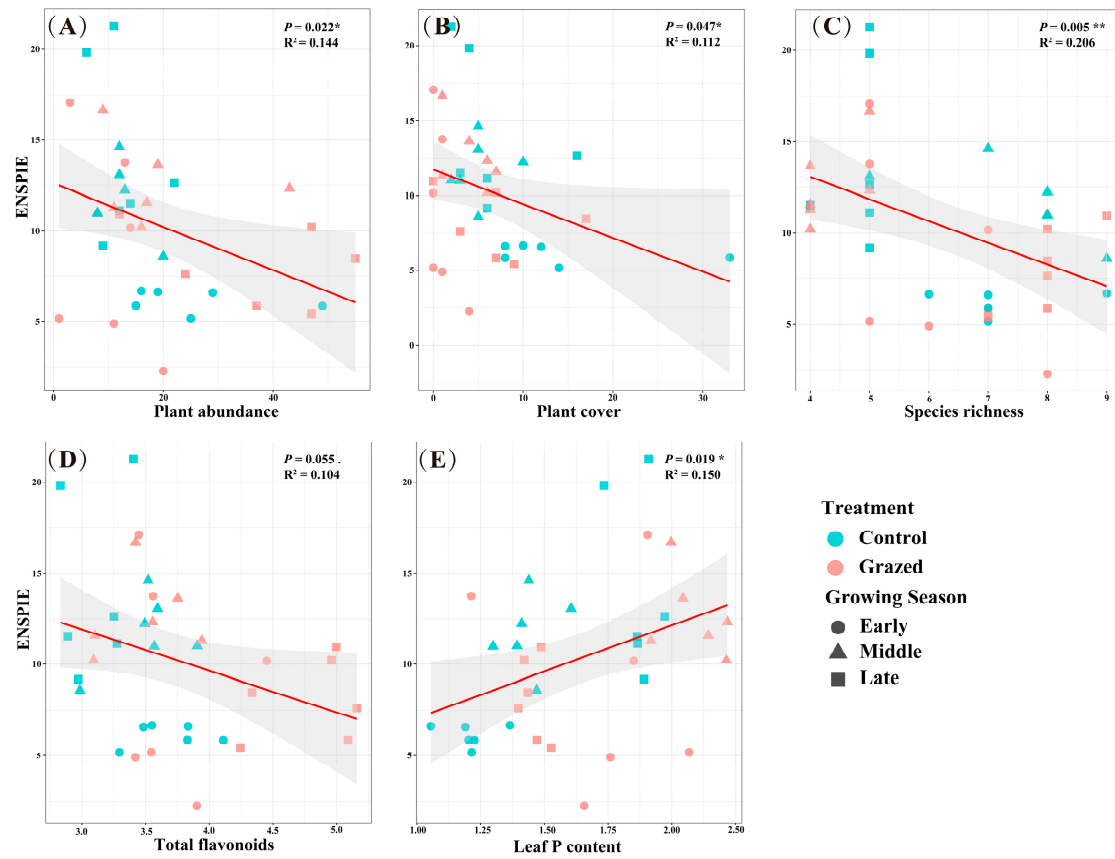 (A)
P = 0.022*
R² = 0.144
ENSPIE
20
15
10
5
0
20
40
Plant abundance
(B)
P = 0.047*
R² = 0.112
20
15
10
5
0
0
10
20
30
Plant cover
(C)
P = 0.005 **
R² = 0.206
20
15
10
5
4
5
6
7
8
9
Species richness
(D)
P = 0.055 .
R² = 0.104
ENSPIE
20
15
10
5
3.0
3.5
4.0
4.5
5.0
Total flavonoids
(E)
P = 0.019 *
R² = 0.150
20
15
10
5
1.00
1.25
1.50
1.75
2.00
2.25
2.50
Leaf P content
Treatment
Control
Grazed
Growing Season
Early
Middle
Late